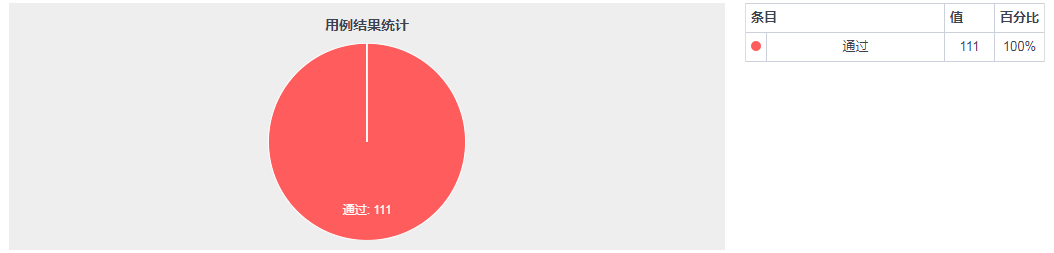 用例结果统计
通过: 111
条目 值 百分比
通过 111 100%